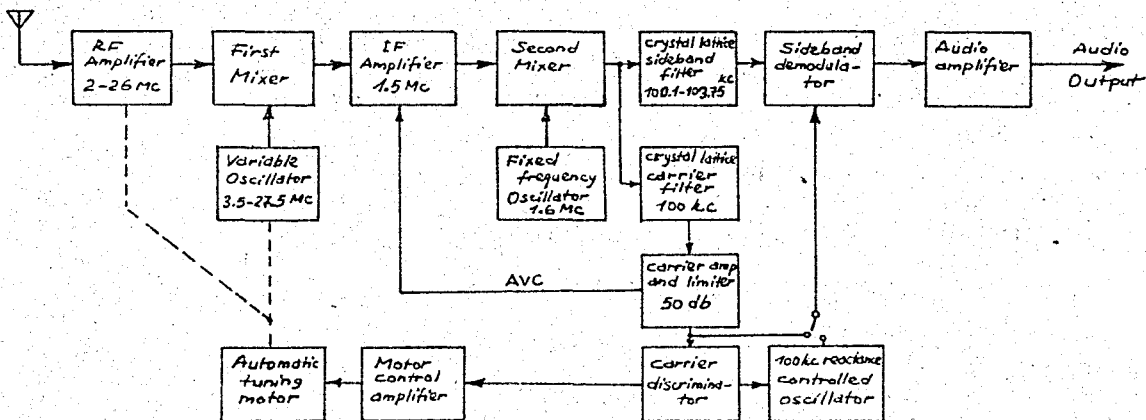 RF
Amplifier
2-26 Mc
First
Mixer
IF
Amplifier
1.5 Mc
Second
Mixer
crystal lattice
sideband
filter
kc
100.1-103.75
Sideband
demodula-
tor
Audio
amplifier
Audio
Output
Variable
Oscillator
3.5-27.5 Mc
Fixed
frequency
Oscillator
1.6 Mc
crystal lattice
carrier
filter
100 kc
AVC
carrier amp
and limiter
50 db
Automatic
tuning
motor
Motor
control
amplifier
Carrier
discrimina-
tor
100kc reactance
controlled
oscillator